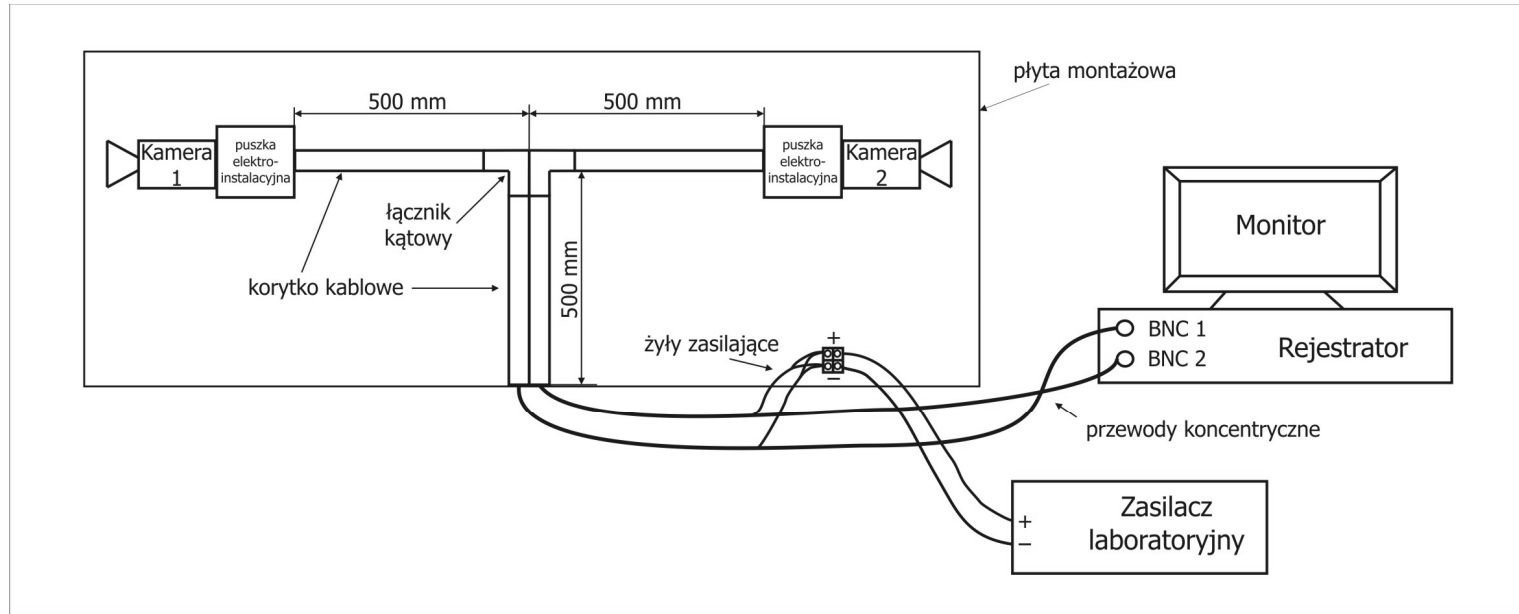 płyta montażowa
500 mm
500 mm
Kamera
1
puszka
elektro-
instalacyjna
puszka
elektro-
instalacyjna
Kamera
2
łącznik
kątowy
korytko kablowe
500 mm
żyły zasilające
+
–
Monitor
BNC 1
BNC 2
Rejestrator
przewody koncentryczne
+
–
Zasilacz
laboratoryjny